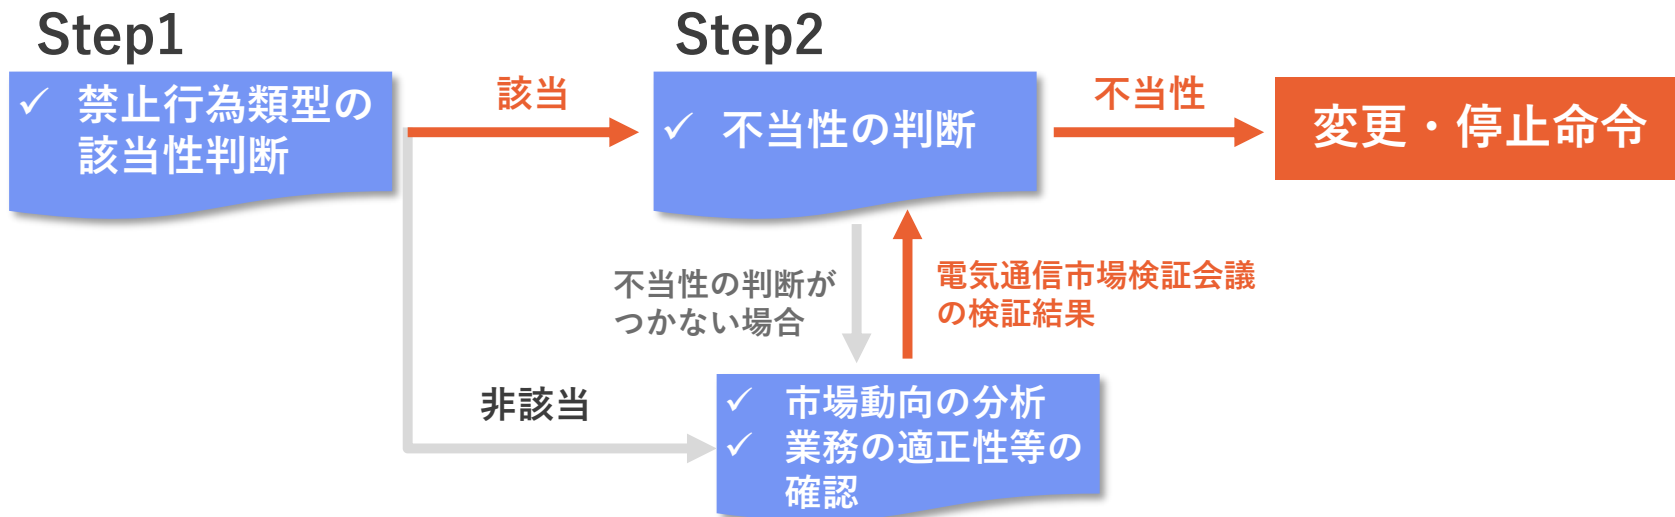 Step1
✓ 禁止行為類型の
該当性判断
該当
Step2
✓ 不当性の判断
不当性
変更・停止命令
不当性の判断が
つかない場合
電気通信市場検証会議
の検証結果
非該当
✓ 市場動向の分析
✓ 業務の適正性等の
確認